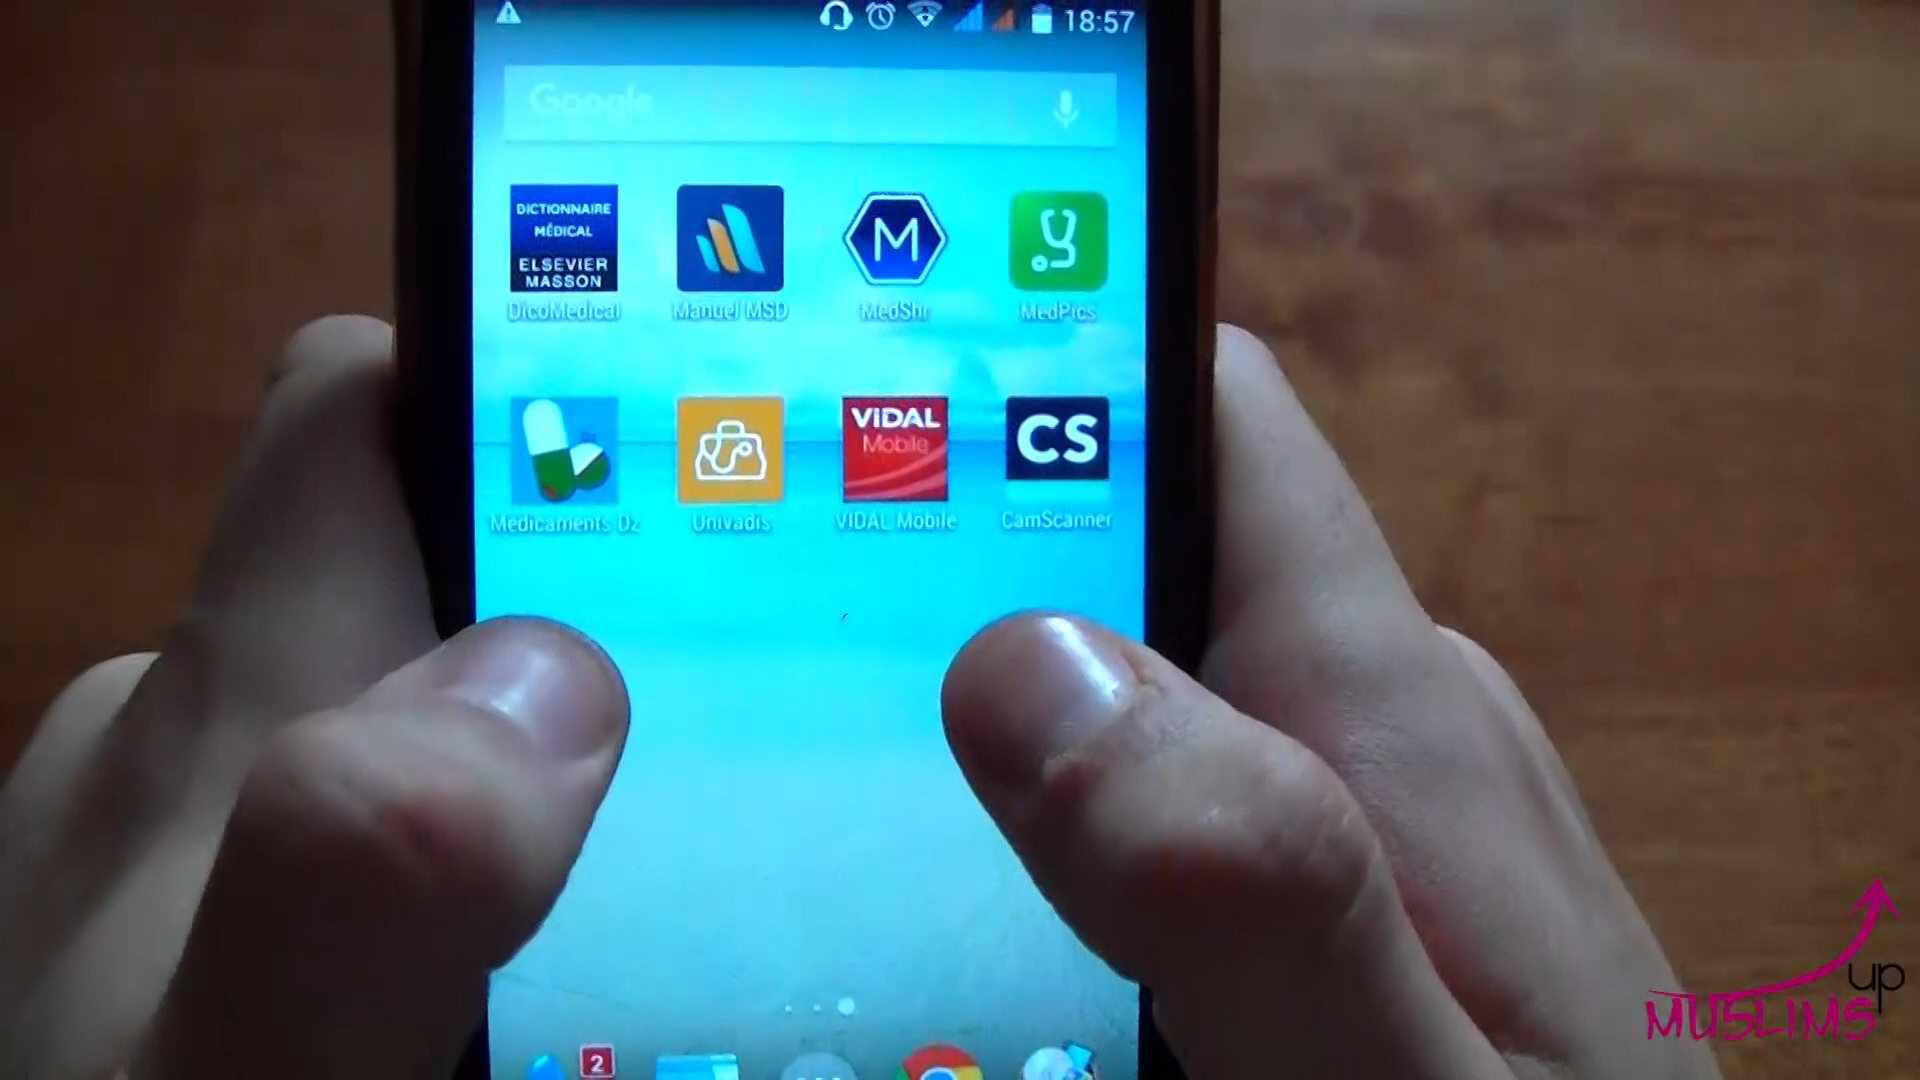 18:57
Google
DICTIONNAIRE
MÉDICAL
ELSEVIER
MASSON
DicoMedical
Manuel MSD
M
MedShr
MedPics
Medicaments Dz
Univadis
VIDAL
Mobile
VIDAL Mobile
CS
CamScanner
2
up
MUSLIMS